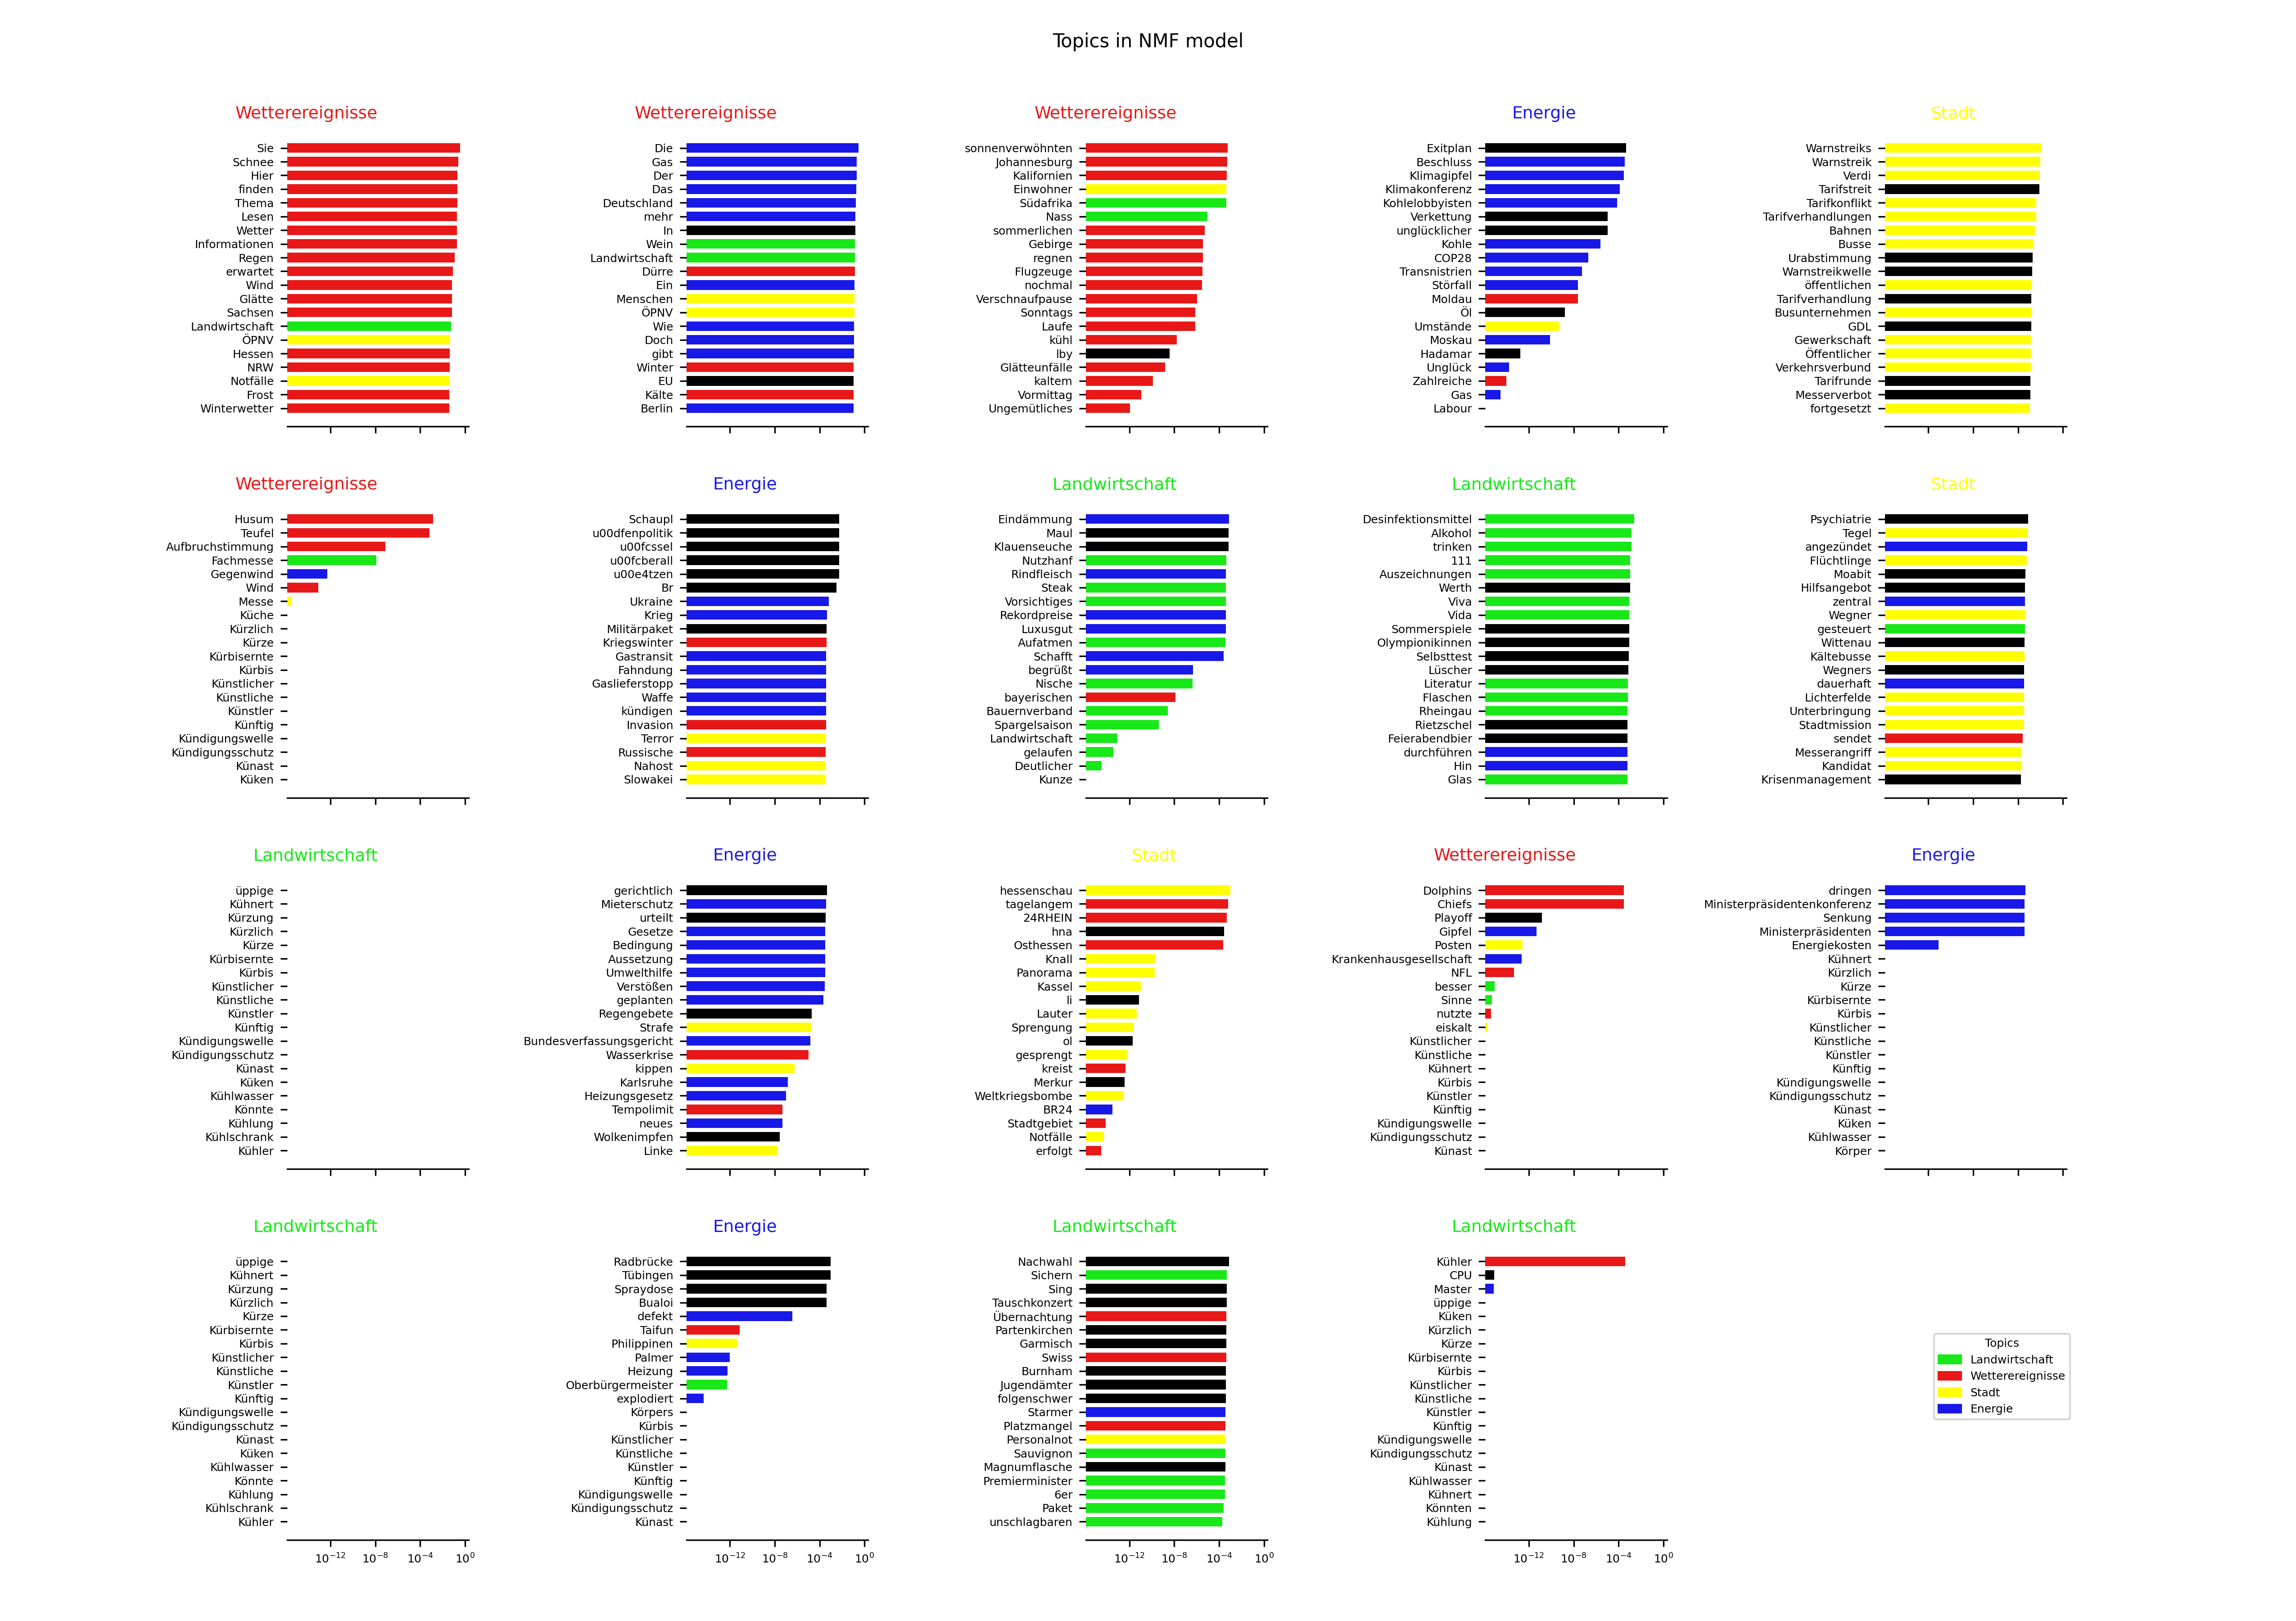 Topics in NMF model
Wetterereignisse
Sie
Schnee
Hier
finden
Thema
Lesen
Wetter
Informationen
Regen
erwartet
Wind
Glätte
Sachsen
Landwirtschaft
ÖPNV
Hessen
NRW
Notfälle
Frost
Winterwetter
Wetterereignisse
Die
Gas
Der
Das
Deutschland
mehr
In
Wein
Landwirtschaft
Dürre
Ein
Menschen
ÖPNV
Wie
Doch
gibt
Winter
EU
Kälte
Berlin
Wetterereignisse
sonnenverwöhnten
Johannesburg
Kalifornien
Einwohner
Südafrika
Nass
sommerlichen
Gebirge
regnen
Flugzeuge
nochmal
Verschnaufpause
Sonntags
Laufe
kühl
lby
Glätteunfälle
kaltem
Vormittag
Ungemütliches
Energie
Exitplan
Beschluss
Klimagipfel
Klimakonferenz
Kohlelobbyisten
Verkettung
unglücklicher
Kohle
COP28
Transnistrien
Störfall
Moldau
Öl
Umstände
Moskau
Hadamar
Unglück
Zahlreiche
Gas
Labour
Stadt
Warnstreiks
Warnstreik
Verdi
Tarifstreit
Tarifkonflikt
Tarifverhandlungen
Bahnen
Busse
Urabstimmung
Warnstreikwelle
öffentlichen
Tarifverhandlung
Busunternehmen
GDL
Gewerkschaft
Öffentlicher
Verkehrsverbund
Tarifrunde
Messerverbot
fortgesetzt
Wetterereignisse
Husum
Teufel
Aufbruchstimmung
Fachmesse
Gegenwind
Wind
Messe
Küche
Kürzlich
Kürze
Kürbisernte
Kürbis
Künstlicher
Künstliche
Künstler
Künftig
Kündigungswelle
Kündigungsschutz
Künast
Küken
Energie
Schaupl
u00dfenpolitik
u00fcssel
u00fcberall
u00e4tzen
Br
Ukraine
Krieg
Militärpaket
Kriegswinter
Gastransit
Fahndung
Gaslieferstopp
Waffe
kündigen
Invasion
Terror
Russische
Nahost
Slowakei
Landwirtschaft
Eindämmung
Maul
Klauenseuche
Nutzhanf
Rindfleisch
Steak
Vorsichtiges
Rekordpreise
Luxusgut
Aufatmen
Schafft
begrüßt
Nische
bayerischen
Bauernverband
Spargelsaison
Landwirtschaft
gelaufen
Deutlicher
Kunze
Landwirtschaft
Desinfektionsmittel
Alkohol
trinken
111
Auszeichnungen
Werth
Viva
Vida
Sommerspiele
Olympionikinnen
Selbsttest
Lüscher
Literatur
Flaschen
Rheingau
Rietzschel
Feierabendbier
durchführen
Hin
Glas
Stadt
Psychiatrie
Tegel
angezündet
Flüchtlinge
Moabit
Hilfsangebot
zentral
Wegner
gesteuert
Wittenau
Kältebusse
Wegners
dauerhaft
Lichterfelde
Unterbringung
Stadtmission
sendet
Messerangriff
Kandidat
Krisenmanagement
Landwirtschaft
üppige
Kühnert
Kürzung
Kürzlich
Kürze
Kürbisernte
Kürbis
Künstlicher
Künstliche
Künstler
Künftig
Kündigungswelle
Kündigungsschutz
Künast
Küken
Kühlwasser
Könnte
Kühlung
Kühlschrank
Kühler
Energie
gerichtlich
Mieterschutz
urteilt
Gesetze
Bedingung
Aussetzung
Umwelthilfe
Verstößen
geplanten
Regengebete
Strafe
Bundesverfassungsgericht
Wasserkrise
kippen
Karlsruhe
Heizungsgesetz
Tempolimit
neues
Wolkenimpfen
Linke
Stadt
hessenschau
tagelangem
24RHEIN
hna
Osthessen
Knall
Panorama
Kassel
li
Lauter
Sprengung
ol
gesprengt
kreist
Merkur
Weltkriegsbombe
BR24
Stadtgebiet
Notfälle
erfolgt
Wetterereignisse
Dolphins
Chiefs
Playoff
Gipfel
Posten
Krankenhausgesellschaft
NFL
besser
Sinne
nutzte
eiskalt
Künstlicher
Künstliche
Kühnert
Kürbis
Künstler
Künftig
Kündigungswelle
Kündigungsschutz
Künast
Energie
dringen
Ministerpräsidentenkonferenz
Senkung
Ministerpräsidenten
Energiekosten
Kühnert
Kürzlich
Kürze
Kürbisernte
Kürbis
Künstlicher
Künstliche
Künstler
Künftig
Kündigungswelle
Kündigungsschutz
Künast
Küken
Kühlwasser
Körper
Landwirtschaft
üppige
Kühnert
Kürzung
Kürzlich
Kürze
Kürbisernte
Kürbis
Künstlicher
Künstliche
Künstler
Künftig
Kündigungswelle
Kündigungsschutz
Künast
Küken
Kühlwasser
Könnte
Kühlung
Kühlschrank
Kühler
10⁻¹² 10⁻⁸ 10⁻⁴ 10⁰
Energie
Radbrücke
Tübingen
Spraydose
Bualoi
defekt
Taifun
Philippinen
Palmer
Heizung
Oberbürgermeister
explodiert
Körpers
Kürbis
Künstlicher
Künstliche
Künstler
Künftig
Kündigungswelle
Kündigungsschutz
Künast
10⁻¹² 10⁻⁸ 10⁻⁴ 10⁰
Landwirtschaft
Nachwahl
Sichern
Sing
Tauschkonzert
Übernachtung
Partenkirchen
Garmisch
Swiss
Burnham
Jugendämter
folgenschwer
Starmer
Platzmangel
Personalnot
Sauvignon
Magnumflasche
Premierminister
6er
Paket
unschlagbaren
10⁻¹² 10⁻⁸ 10⁻⁴ 10⁰
Landwirtschaft
Kühler
CPU
Master
üppige
Küken
Kürzlich
Kürze
Kürbisernte
Kürbis
Künstlicher
Künstliche
Künstler
Künftig
Kündigungswelle
Kündigungsschutz
Künast
Kühlwasser
Kühnert
Könnten
Kühlung
10⁻¹² 10⁻⁸ 10⁻⁴ 10⁰
Topics
Landwirtschaft
Wetterereignisse
Stadt
Energie